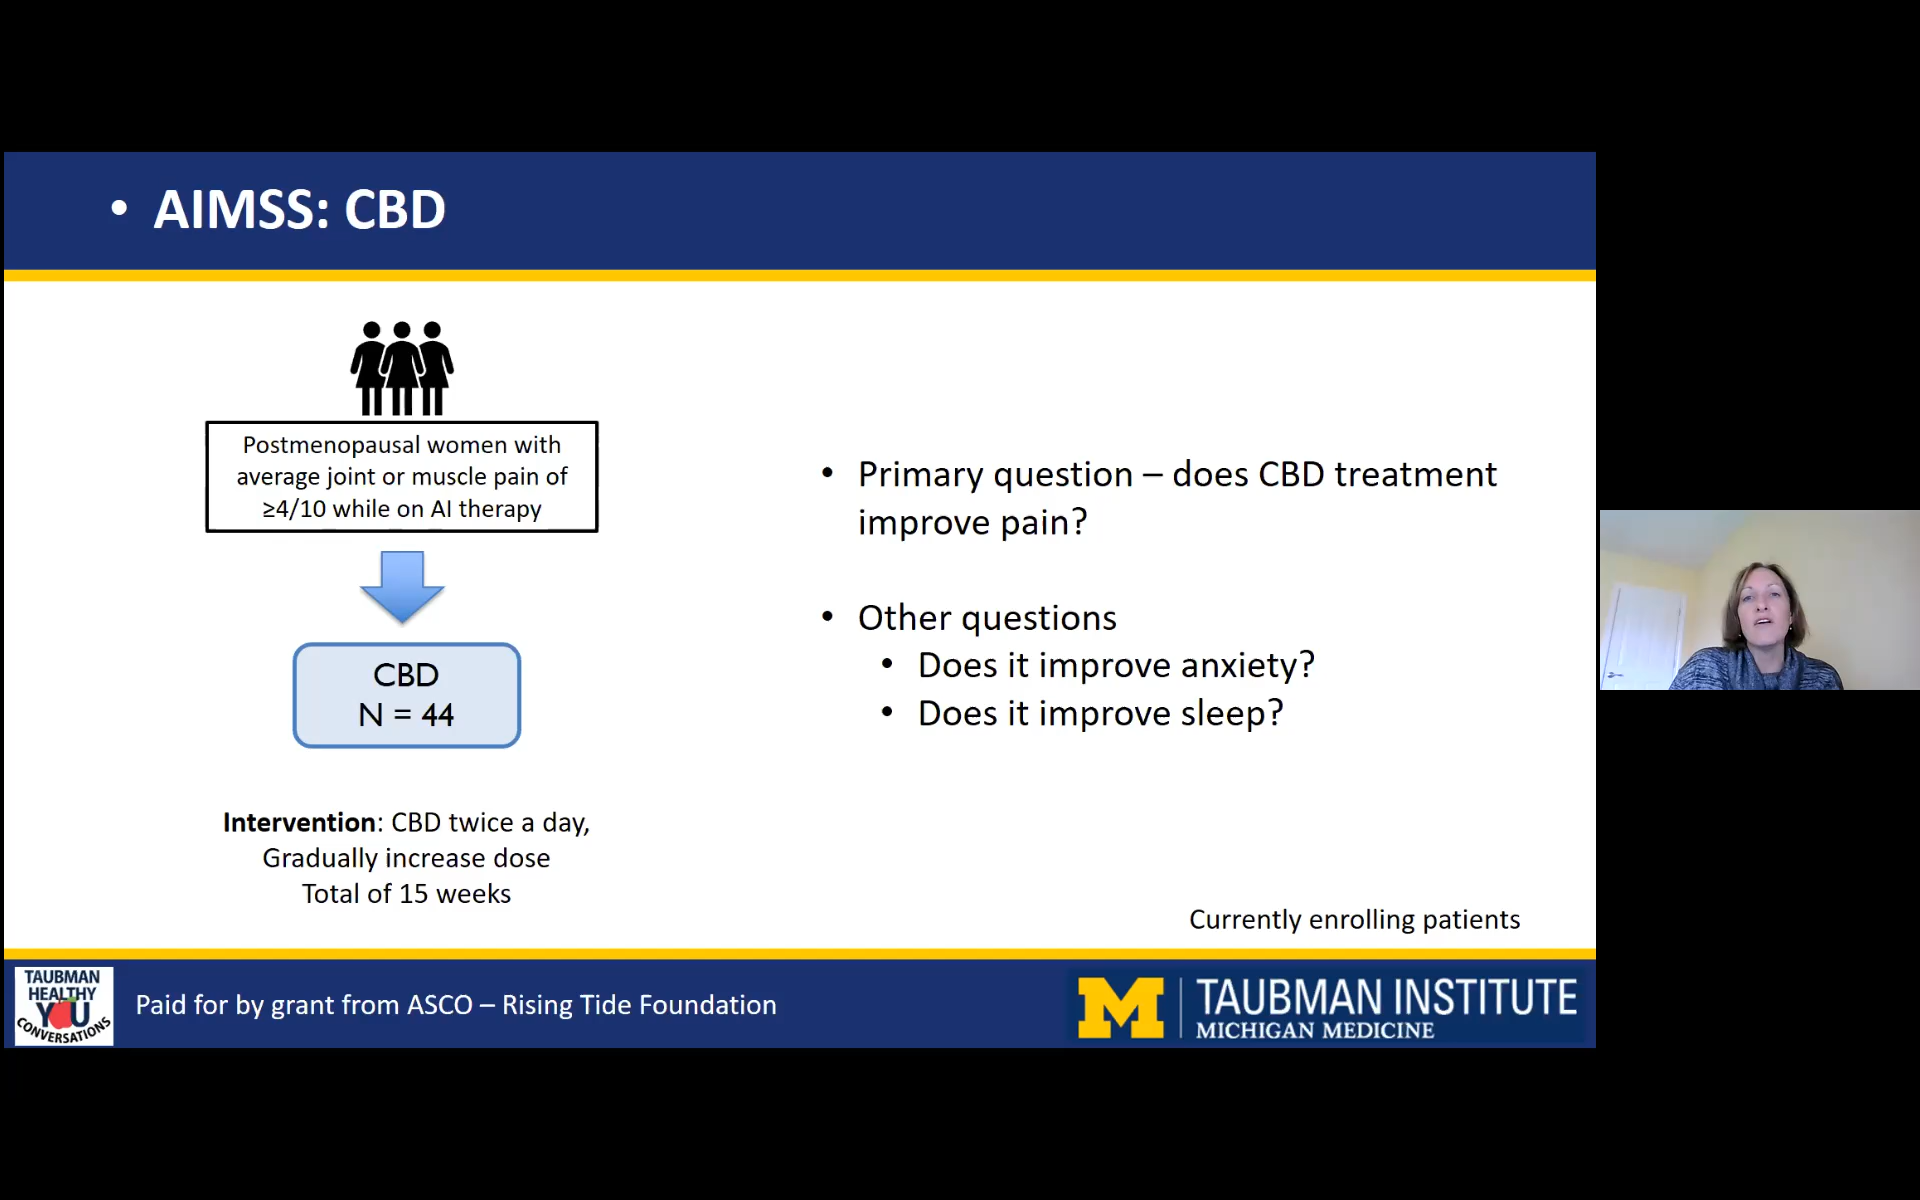 • AIMSS: CBD
Postmenopausal women with
average joint or muscle pain of
≥4/10 while on AI therapy
CBD
N = 44
Intervention: CBD twice a day,
Gradually increase dose
Total of 15 weeks
• Primary question – does CBD treatment
improve pain?
• Other questions
• Does it improve anxiety?
• Does it improve sleep?
Currently enrolling patients
TAUBMAN
HEALTHY
YOU
CONVERSATIONS
Paid for by grant from ASCO – Rising Tide Foundation
M
TAUBMAN INSTITUTE
MICHIGAN MEDICINE